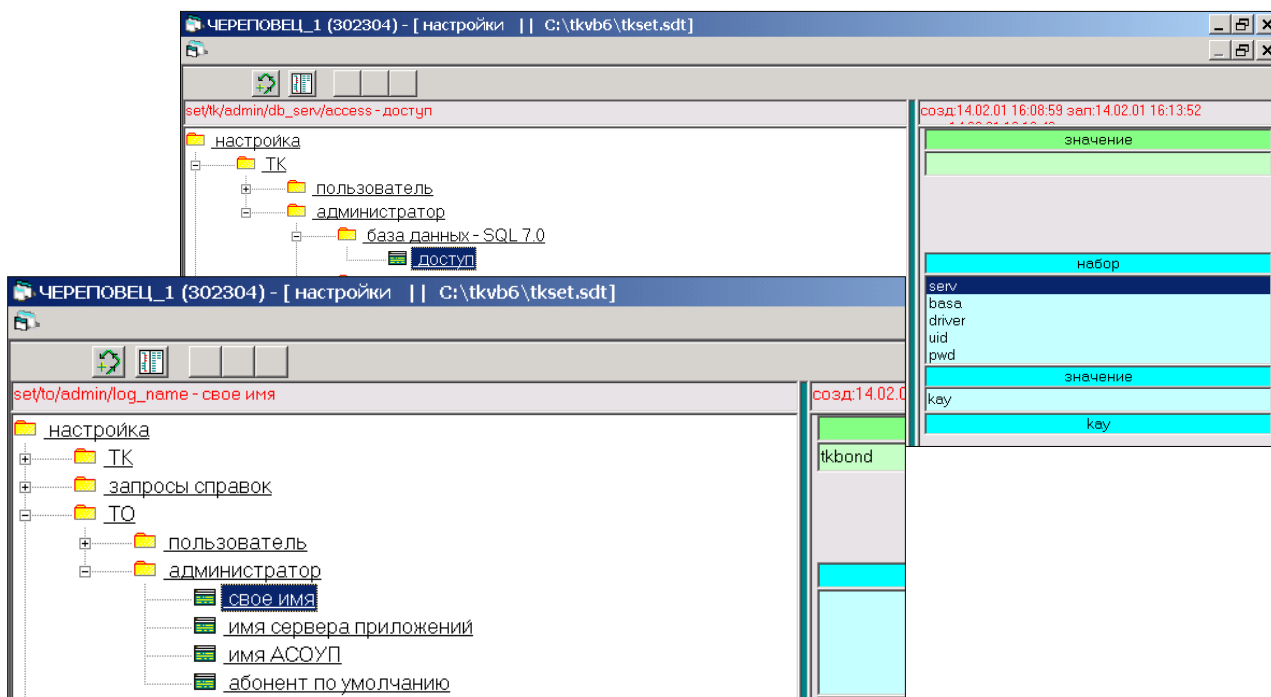 ЧЕРЕПОВЕЦ_1 (302304) - [ настройки || C:\tkvb6\tkset.sdt]
set/tk/admin/db_serv/access - доступ
созд:14.02.01 16:08:59 зап:14.02.01 16:13:52
настройка
ТК
пользователь
администратор
база данных - SQL 7.0
доступ
значение
набор
serv
basa
driver
uid
pwd
значение
kay
kay
ЧЕРЕПОВЕЦ_1 (302304) - [ настройки || C:\tkvb6\tkset.sdt]
set/to/admin/log_name - свое имя
созд:14.02.0
настройка
ТК
запросы справок
ТО
пользователь
администратор
свое имя
имя сервера приложений
имя АСОУП
абонент по умолчанию
tkbond